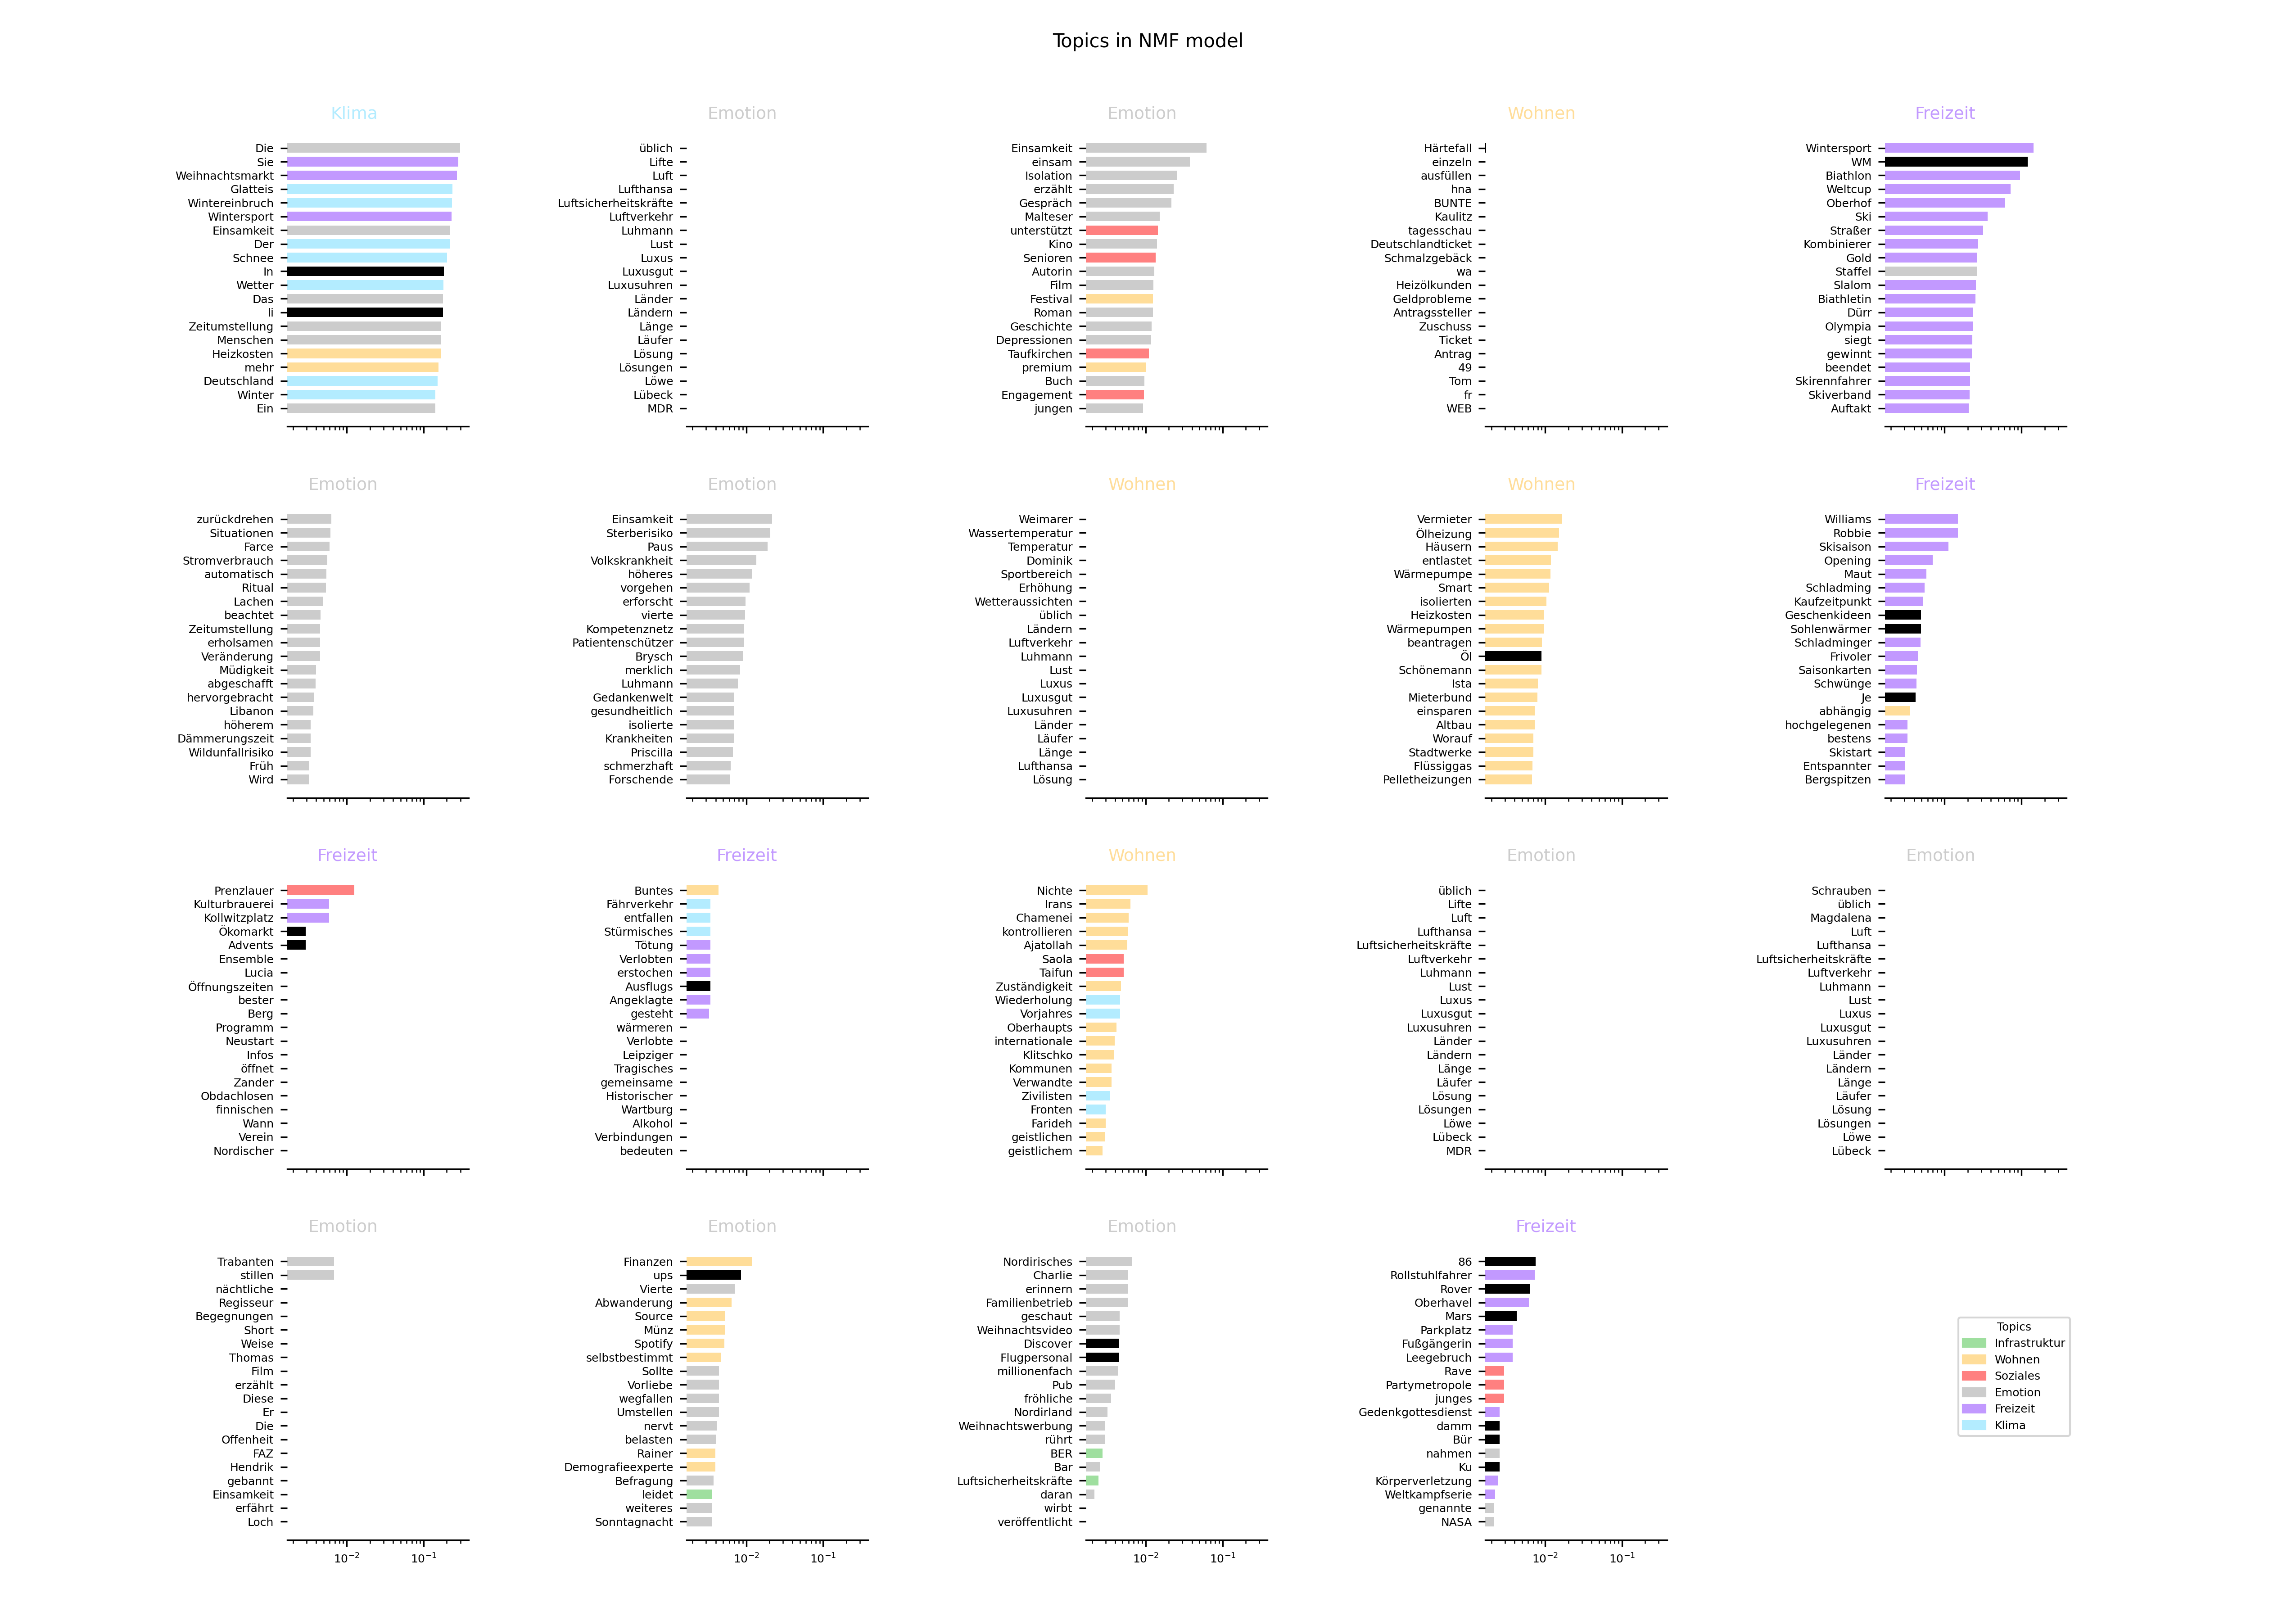 Topics in NMF model
Klima
Die
Sie
Weihnachtsmarkt
Glatteis
Wintereinbruch
Wintersport
Einsamkeit
Der
Schnee
In
Wetter
Das
li
Zeitumstellung
Menschen
Heizkosten
mehr
Deutschland
Winter
Ein
Emotion
üblich
Lifte
Luft
Lufthansa
Luftsicherheitskräfte
Luftverkehr
Luhmann
Lust
Luxus
Luxusgut
Luxusuhren
Länder
Ländern
Länge
Läufer
Lösung
Lösungen
Löwe
Lübeck
MDR
Emotion
Einsamkeit
einsam
Isolation
erzählt
Gespräch
Malteser
unterstützt
Kino
Senioren
Autorin
Film
Festival
Roman
Geschichte
Depressionen
Taufkirchen
premium
Buch
Engagement
jungen
Wohnen
Härtefall
einzeln
ausfüllen
hna
BUNTE
Kaulitz
tagesschau
Deutschlandticket
Schmalzgebäck
wa
Heizölkunden
Geldprobleme
Antragssteller
Zuschuss
Ticket
Antrag
49
Tom
fr
WEB
Freizeit
Wintersport
WM
Biathlon
Weltcup
Oberhof
Ski
Straßer
Kombinierer
Gold
Staffel
Slalom
Biathletin
Dürr
Olympia
siegt
gewinnt
beendet
Skirennfahrer
Skiverband
Auftakt
Emotion
zurückdrehen
Situationen
Farce
Stromverbrauch
automatisch
Ritual
Lachen
beachtet
Zeitumstellung
erholsamen
Veränderung
Müdigkeit
abgeschafft
hervorgebracht
Libanon
höherem
Dämmerungszeit
Wildunfallrisiko
Früh
Wird
Emotion
Einsamkeit
Sterberisiko
Paus
Volkskrankheit
höheres
vorgehen
erforscht
vierte
Kompetenznetz
Patientenschützer
Brysch
merklich
Luhmann
Gedankenwelt
gesundheitlich
isolierte
Krankheiten
Priscilla
schmerzhaft
Forschende
Wohnen
Weimarer
Wassertemperatur
Temperatur
Dominik
Sportbereich
Erhöhung
Wetteraussichten
üblich
Ländern
Luftverkehr
Luhmann
Lust
Luxus
Luxusgut
Luxusuhren
Länder
Läufer
Länge
Lufthansa
Lösung
Wohnen
Vermieter
Ölheizung
Häusern
entlastet
Wärmepumpe
Smart
isolierten
Heizkosten
Wärmepumpen
beantragen
Öl
Schönemann
Ista
Mieterbund
einsparen
Altbau
Worauf
Stadtwerke
Flüssiggas
Pelletheizungen
Freizeit
Williams
Robbie
Skisaison
Opening
Maut
Schladming
Kaufzeitpunkt
Geschenkideen
Sohlenwärmer
Schladminger
Frivoler
Saisonkarten
Schwünge
Je
abhängig
hochgelegenen
bestens
Skistart
Entspannter
Bergspitzen
Freizeit
Prenzlauer
Kulturbrauerei
Kollwitzplatz
Ökomarkt
Advents
Ensemble
Lucia
Öffnungszeiten
bester
Berg
Programm
Neustart
Infos
öffnet
Zander
Obdachlosen
finnischen
Wann
Verein
Nordischer
Freizeit
Buntes
Fährverkehr
entfallen
Stürmisches
Tötung
Verlobten
erstochen
Ausflugs
Angeklagte
gesteht
wärmeren
Verlobte
Leipziger
Tragisches
gemeinsame
Historischer
Wartburg
Alkohol
Verbindungen
bedeuten
Wohnen
Nichte
Irans
Chamenei
kontrollieren
Ajatollah
Saola
Taifun
Zuständigkeit
Wiederholung
Vorjahres
Oberhaupts
internationale
Klitschko
Kommunen
Verwandte
Zivilisten
Fronten
Farideh
geistlichen
geistlichem
Emotion
üblich
Lifte
Luft
Lufthansa
Luftsicherheitskräfte
Luftverkehr
Luhmann
Lust
Luxus
Luxusgut
Luxusuhren
Länder
Ländern
Länge
Läufer
Lösung
Lösungen
Löwe
Lübeck
MDR
Emotion
Schrauben
üblich
Magdalena
Luft
Lufthansa
Luftsicherheitskräfte
Luftverkehr
Luhmann
Lust
Luxus
Luxusgut
Luxusuhren
Länder
Ländern
Länge
Läufer
Lösung
Lösungen
Löwe
Lübeck
Emotion
Trabanten
stillen
nächtliche
Regisseur
Begegnungen
Short
Weise
Thomas
Film
erzählt
Diese
Er
Die
Offenheit
FAZ
Hendrik
gebannt
Einsamkeit
erfährt
Loch
10⁻² 10⁻¹
Emotion
Finanzen
ups
Vierte
Abwanderung
Source
Münz
Spotify
selbstbestimmt
Sollte
Vorliebe
wegfallen
Umstellen
nervt
belasten
Rainer
Demografieexperte
Befragung
leidet
weiteres
Sonntagnacht
10⁻² 10⁻¹
Emotion
Nordirisches
Charlie
erinnern
Familienbetrieb
geschaut
Weihnachtsvideo
Discover
Flugpersonal
millionenfach
Pub
fröhliche
Nordirland
Weihnachtswerbung
rührt
BER
Bar
Luftsicherheitskräfte
daran
wirbt
veröffentlicht
10⁻² 10⁻¹
Freizeit
86
Rollstuhlfahrer
Rover
Oberhavel
Mars
Parkplatz
Fußgängerin
Leegebruch
Rave
Partymetropole
junges
Gedenkgottesdienst
damm
Bür
nahmen
Ku
Körperverletzung
Weltkampfserie
genannte
NASA
10⁻² 10⁻¹
Topics
Infrastruktur
Wohnen
Soziales
Emotion
Freizeit
Klima